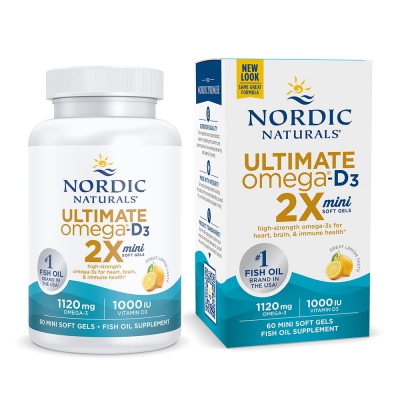 NORDIC
NATURALS®
ULTIMATE
omega®-D3
2X mini
SOFT GELS
high-strength
omega-3s for heart,
brain, & immune health†
GREAT LEMON TASTE
#1
FISH OIL
BRAND IN
THE USA!
1120 mg
OMEGA-3
1000 IU
VITAMIN D3
60 MINI SOFT GELS • FISH OIL SUPPLEMENT
NEW
LOOK
SAME GREAT
FORMULA
NORDIC
NATURALS®
ULTIMATE
omega®-D3
2X mini
SOFT GELS
high-strength omega-3s for
heart, brain, & immune health†
GREAT LEMON TASTE
#1
FISH OIL
BRAND IN
THE USA!
1120 mg
OMEGA-3
1000 IU
VITAMIN D3
60 MINI SOFT GELS
FISH OIL SUPPLEMENT